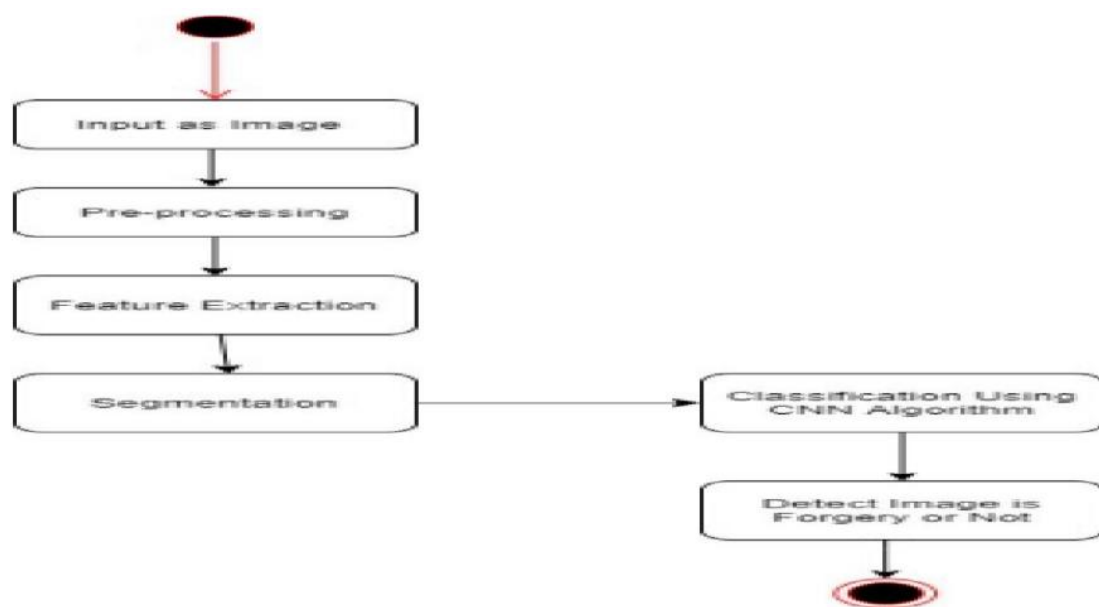 Input as Image
Pre-processing
Feature Extraction
Segmentation
Classification Using
CNN Algorithm
Detect Image is
Forgery or Not